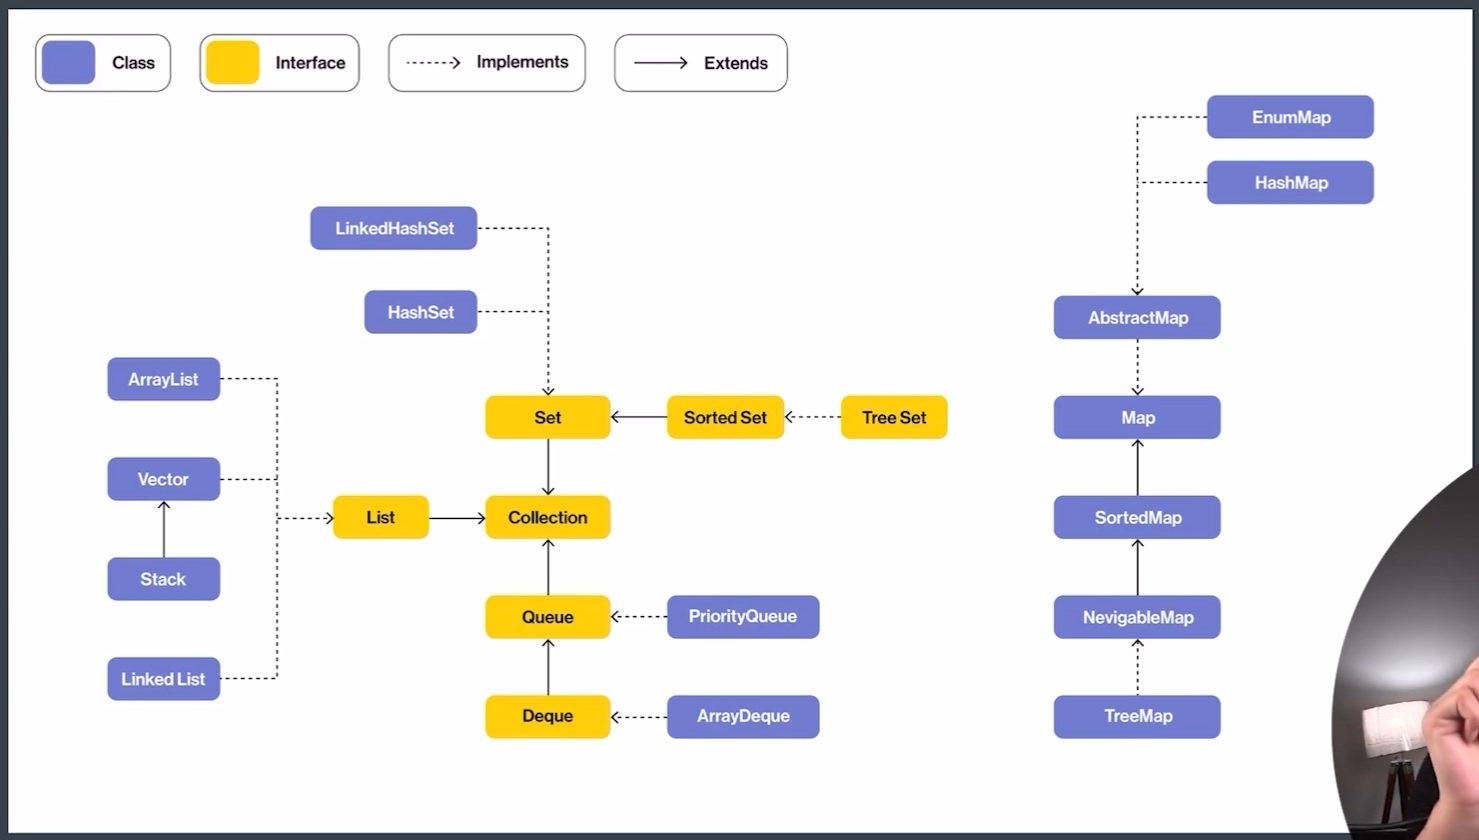 Class
Interface
Implements
Extends
EnumMap
HashMap
LinkedHashSet
HashSet
AbstractMap
ArrayList
Set
Sorted Set
Tree Set
Map
Vector
List
Collection
SortedMap
Stack
Queue
PriorityQueue
NevigableMap
Linked List
Deque
ArrayDeque
TreeMap